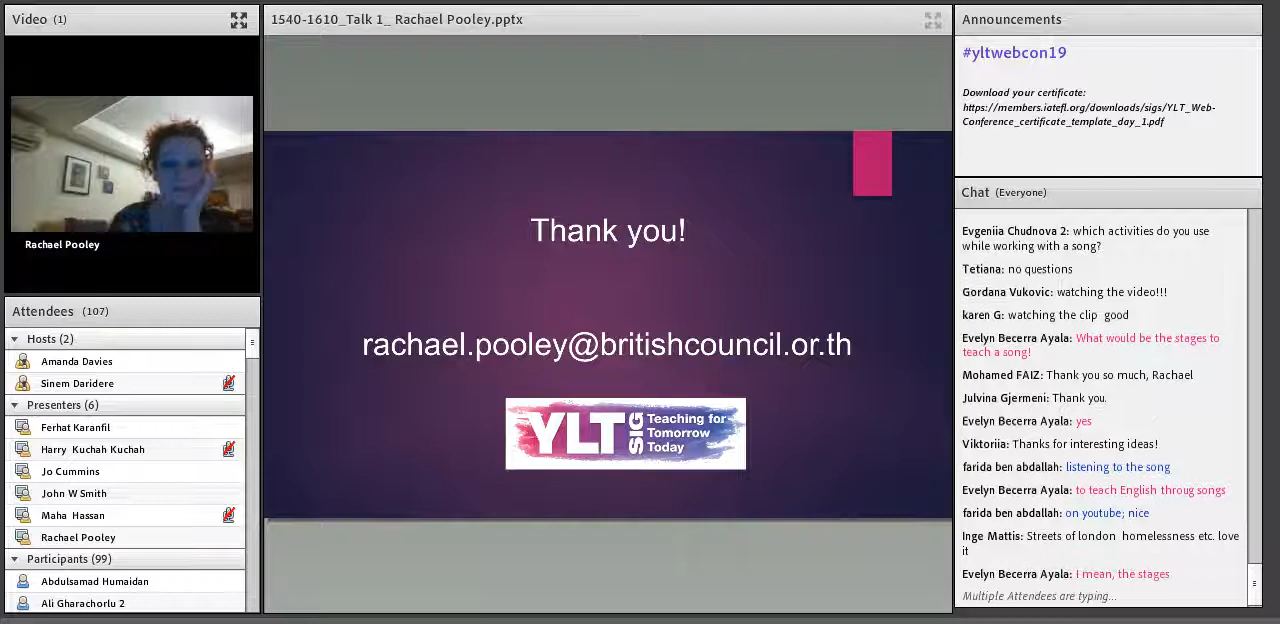 Video (1)
Rachael Pooley
Attendees (107)
Hosts (2)
Amanda Davies
Sinem Daridere
Presenters (6)
Ferhat Karanfil
Harry Kuchah Kuchah
Jo Cummins
John W Smith
Maha Hassan
Rachael Pooley
Participants (99)
Abdulsamad Humaidan
Ali Gharachorlu 2
1540-1610_Talk 1_ Rachael Pooley.pptx
Thank you!
rachael.pooley@britishcouncil.or.th
YLT SIG
Teaching for
Tomorrow
Today
Announcements
#yltwebcon19
Download your certificate:
https://members.iatefl.org/downloads/sigs/YLT_Web-
Conference_certificate_template_day_1.pdf
Chat (Everyone)
Evgeniia Chudnova 2: which activities do you use
while working with a song?
Tetiana: no questions
Gordana Vukovic: watching the video!!!
karen G: watching the clip good
Evelyn Becerra Ayala: What would be the stages to
teach a song!
Mohamed FAIZ: Thank you so much, Rachael
Julvina Gjermeni: Thank you.
Evelyn Becerra Ayala: yes
Viktoriia: Thanks for interesting ideas!
farida ben abdallah: listening to the song
Evelyn Becerra Ayala: to teach English throug songs
farida ben abdallah: on youtube; nice
Inge Mattis: Streets of london homelessness etc. love
it
Evelyn Becerra Ayala: I mean, the stages
Multiple Attendees are typing...